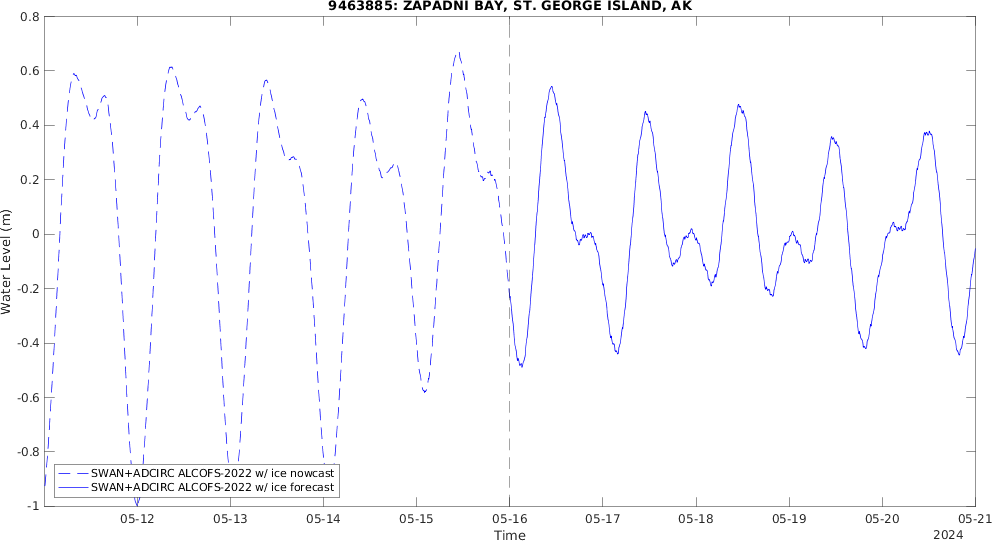 9463885: ZAPADNI BAY, ST. GEORGE ISLAND, AK
0.8
0.6
0.4
0.2
0
-0.2
-0.4
-0.6
-0.8
-1
Water Level (m)
SWAN+ADCIRC ALCOFS-2022 w/ ice nowcast
SWAN+ADCIRC ALCOFS-2022 w/ ice forecast
05-12 05-13 05-14 05-15 05-16 05-17 05-18 05-19 05-20 05-21
Time
2024